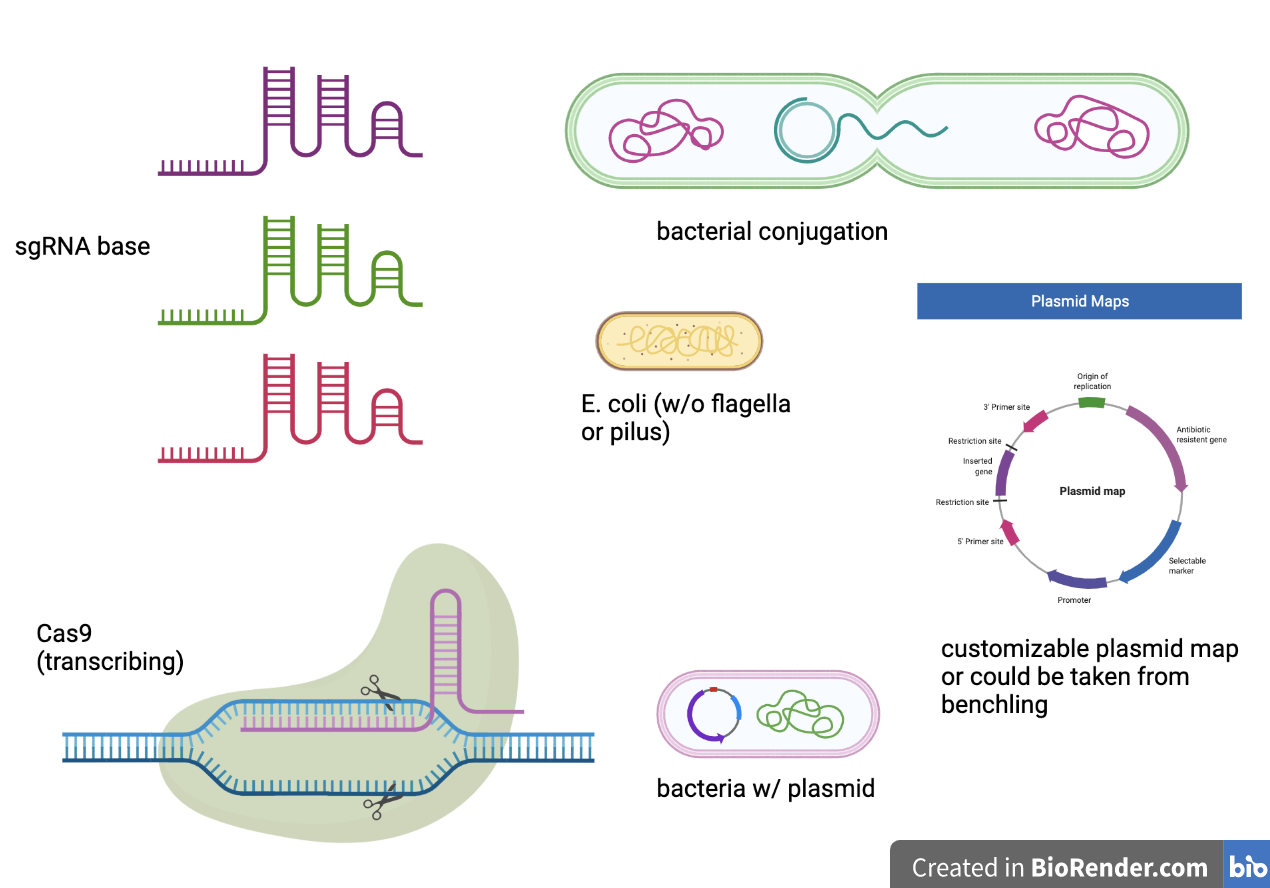 sgRNA base
bacterial conjugation
E. coli (w/o flagella
or pilus)
Plasmid Maps
Origin of
replication
3' Primer site
Antibiotic
resistent gene
Restriction site
Inserted
gene
Plasmid map
Restriction site
5' Primer site
Selectable
marker
Promoter
customizable plasmid map
or could be taken from
benchling
Cas9
(transcribing)
bacteria w/ plasmid
Created in BioRender.com
bio